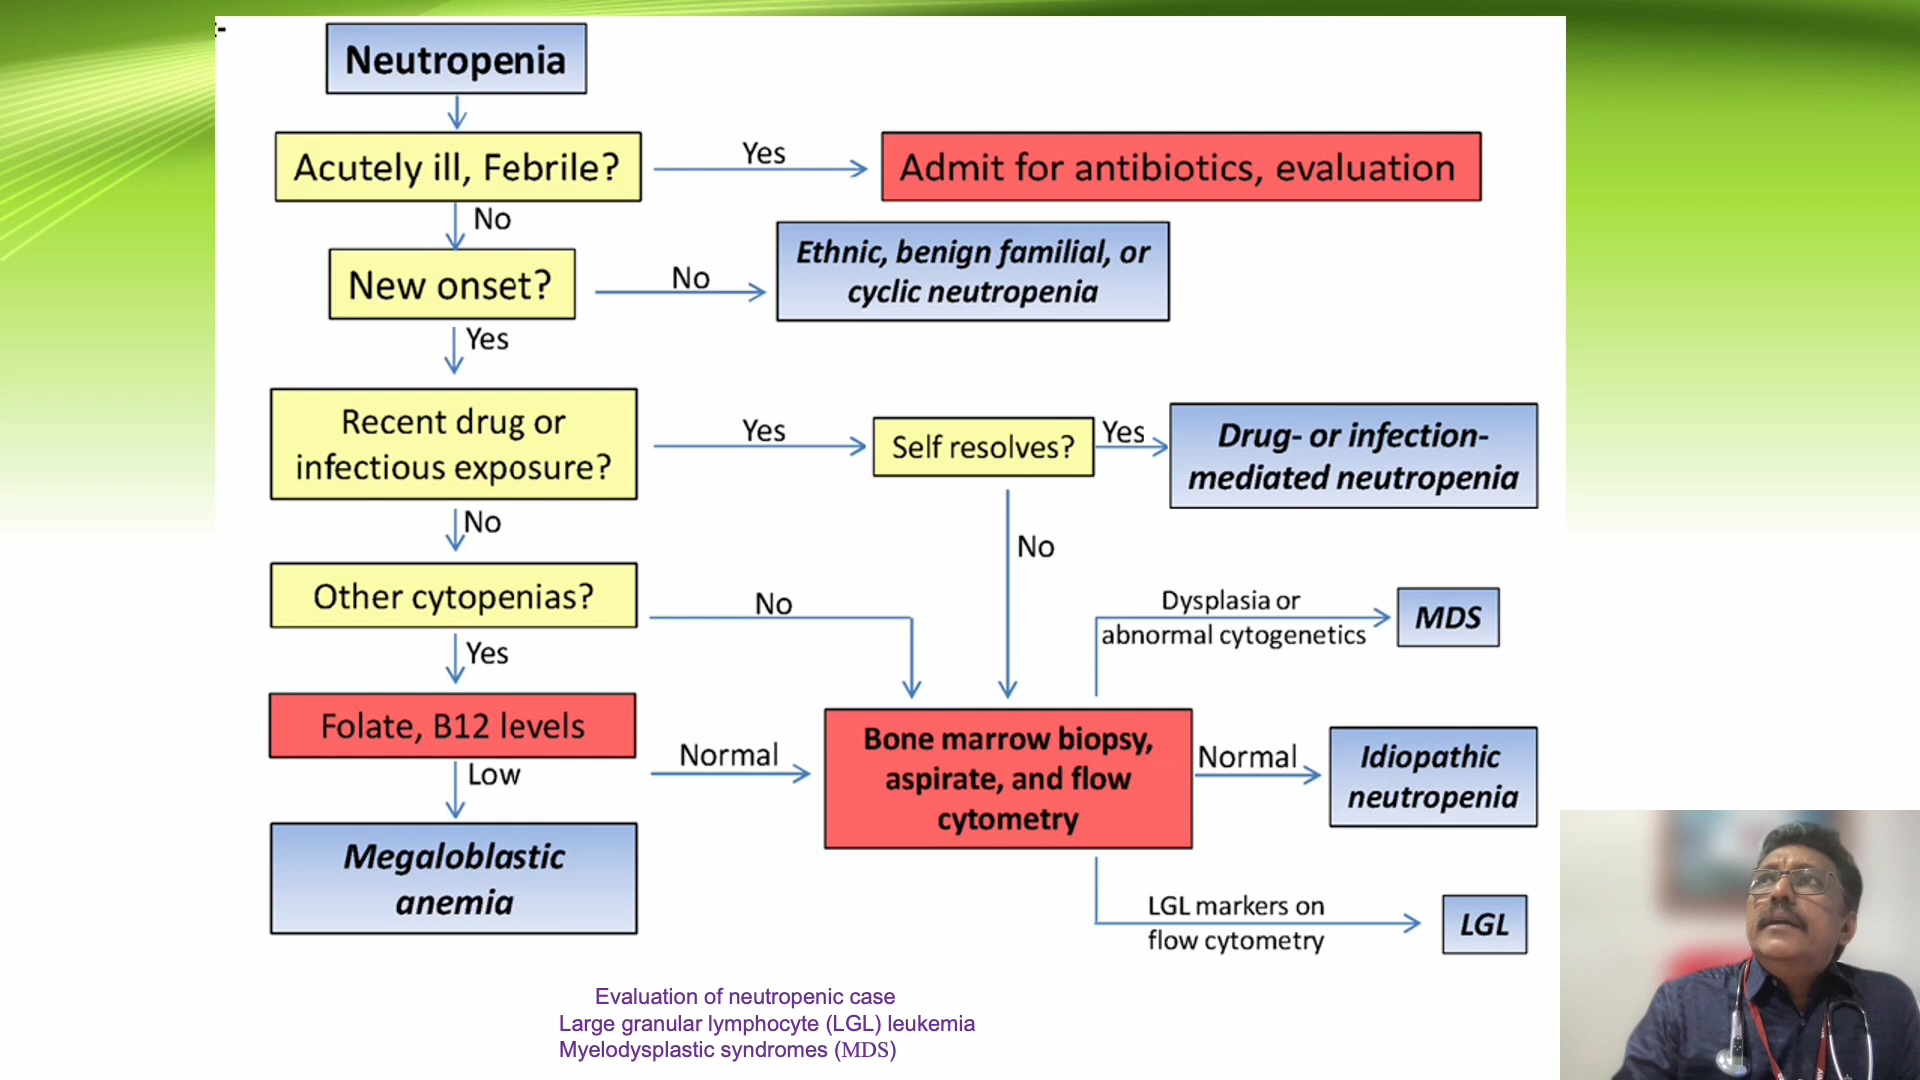 :-
Neutropenia
Acutely ill, Febrile?
Yes
Admit for antibiotics, evaluation
No
New onset?
No
Ethnic, benign familial, or
cyclic neutropenia
Yes
Recent drug or
infectious exposure?
Yes
Self resolves?
Yes
Drug- or infection-
mediated neutropenia
No
No
Other cytopenias?
No
Dysplasia or
abnormal cytogenetics
MDS
Yes
Folate, B12 levels
Normal
Bone marrow biopsy,
aspirate, and flow
cytometry
Normal
Idiopathic
neutropenia
Low
Megaloblastic
anemia
LGL markers on
flow cytometry
LGL
Evaluation of neutropenic case
Large granular lymphocyte (LGL) leukemia
Myelodysplastic syndromes (MDS)